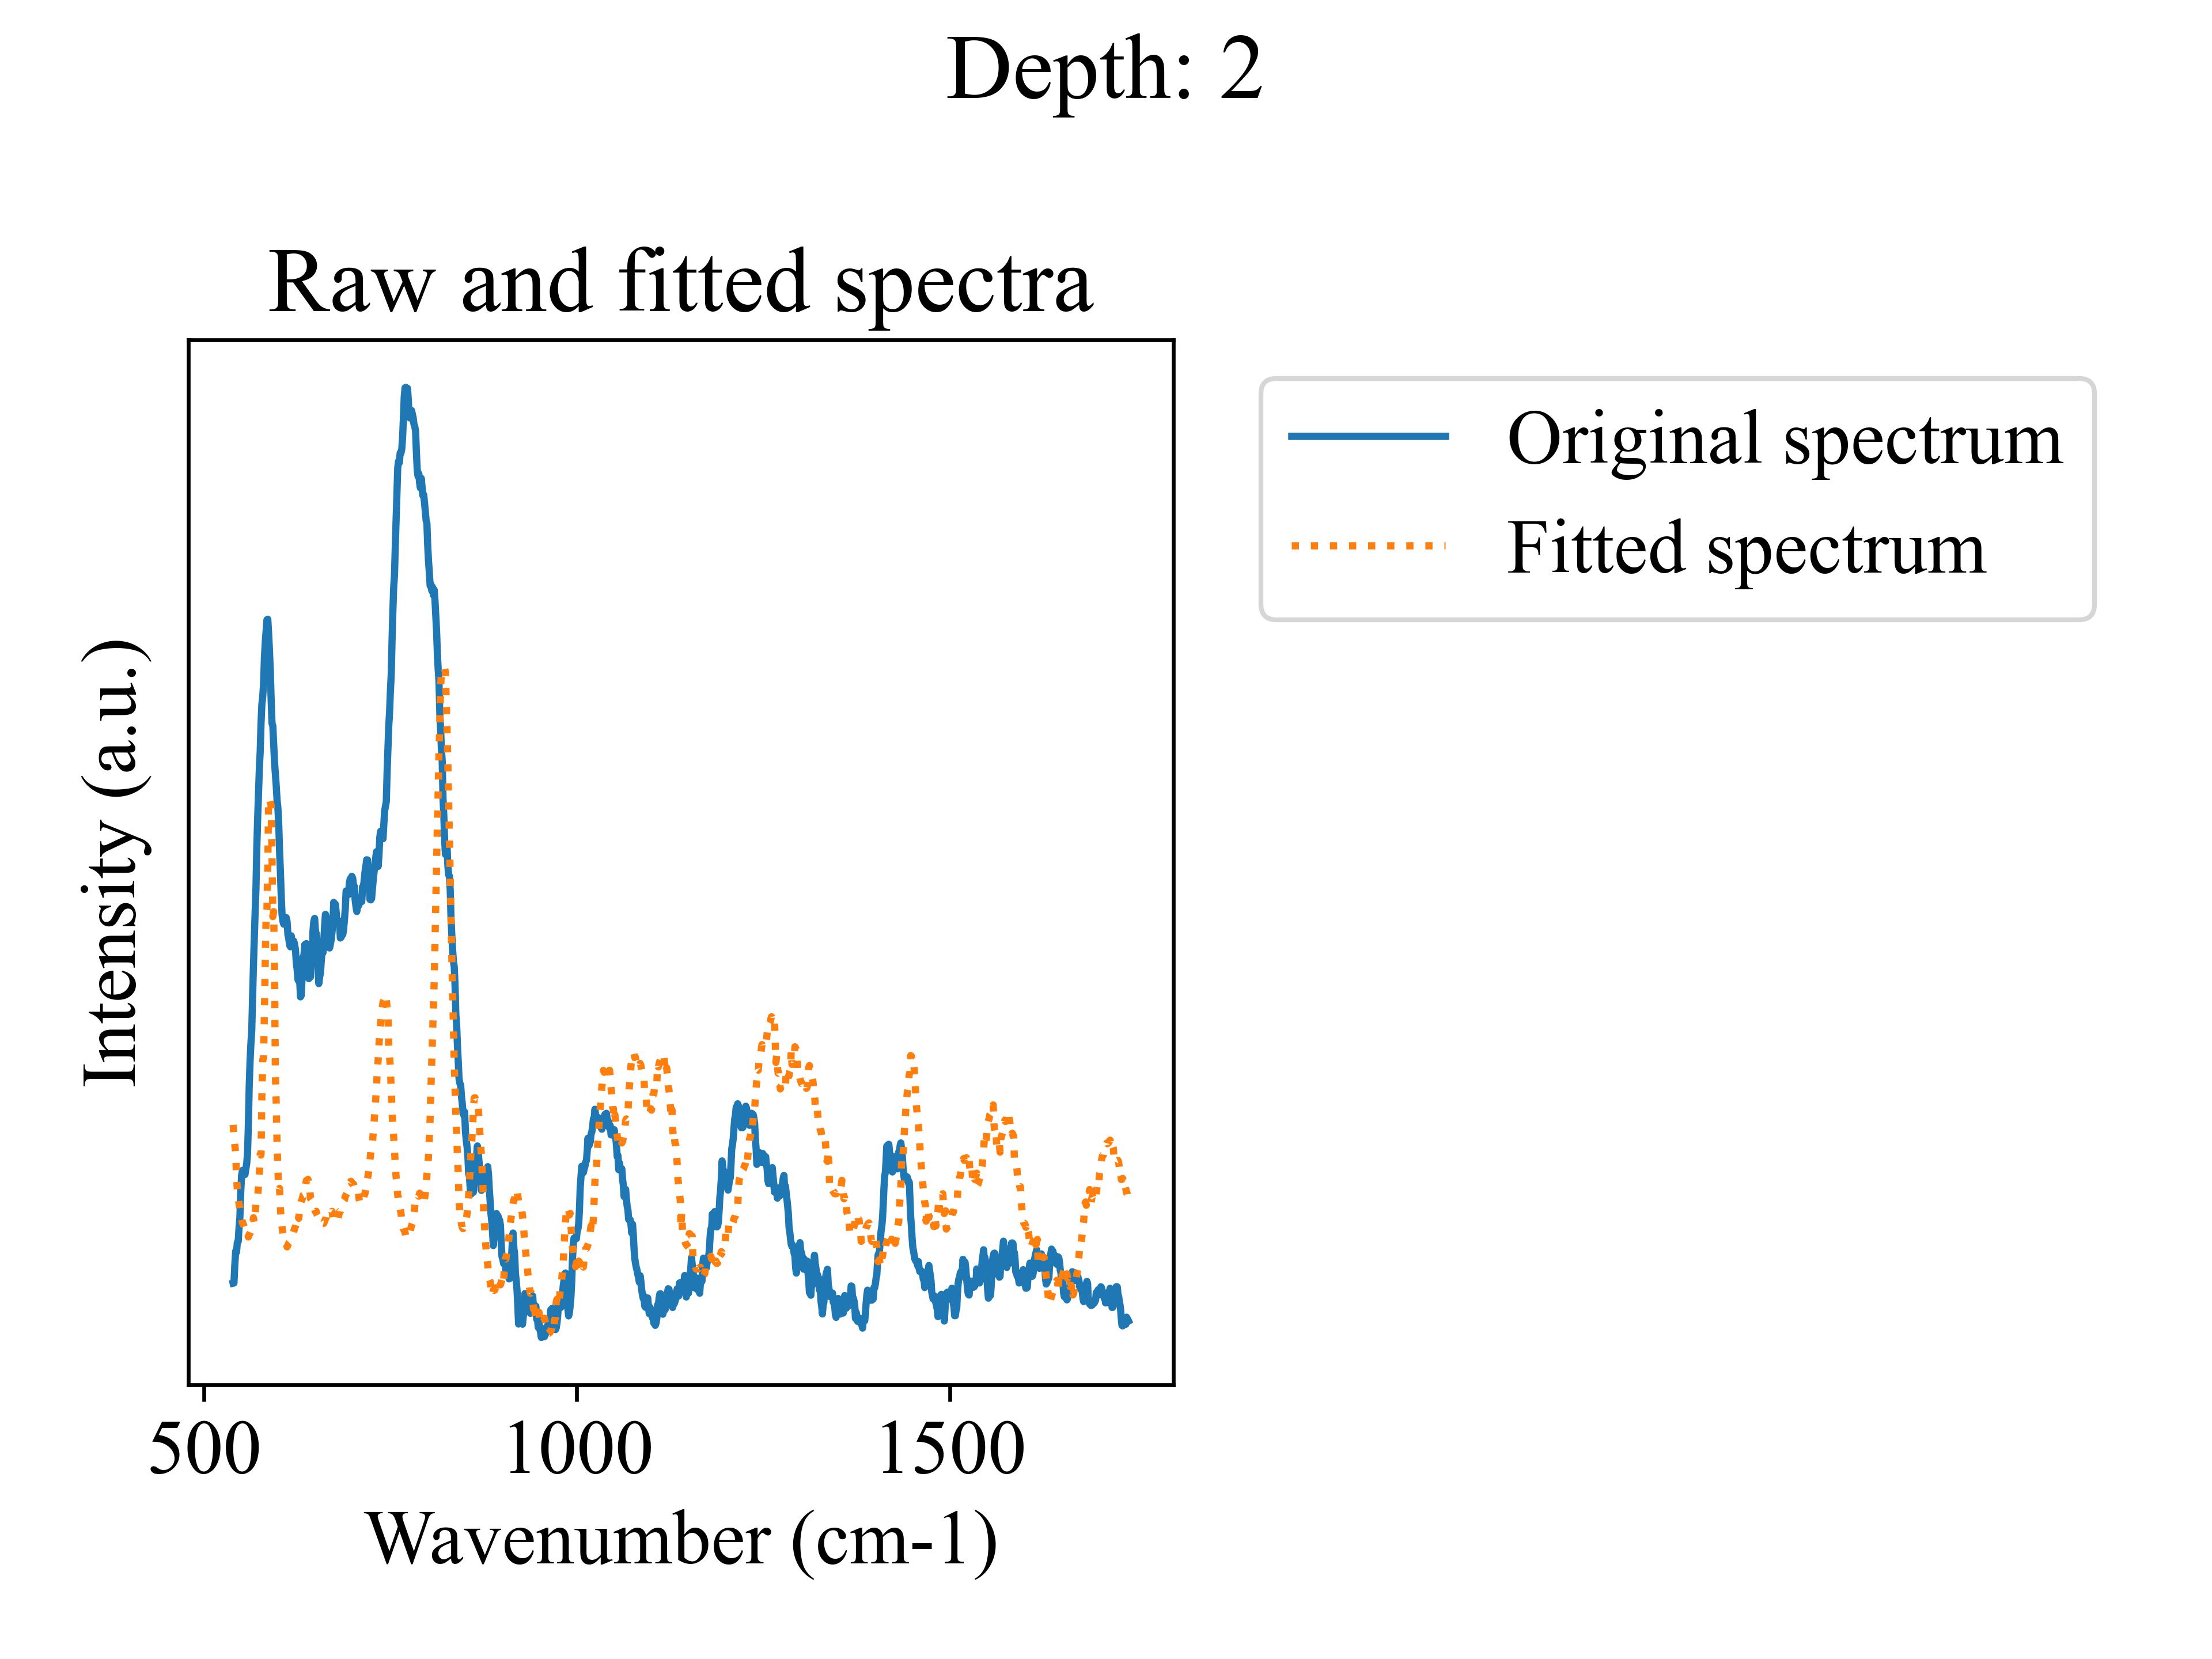 Depth: 2
Raw and fitted spectra
Original spectrum
Fitted spectrum
Intensity (a.u.)
500 1000 1500
Wavenumber (cm-1)